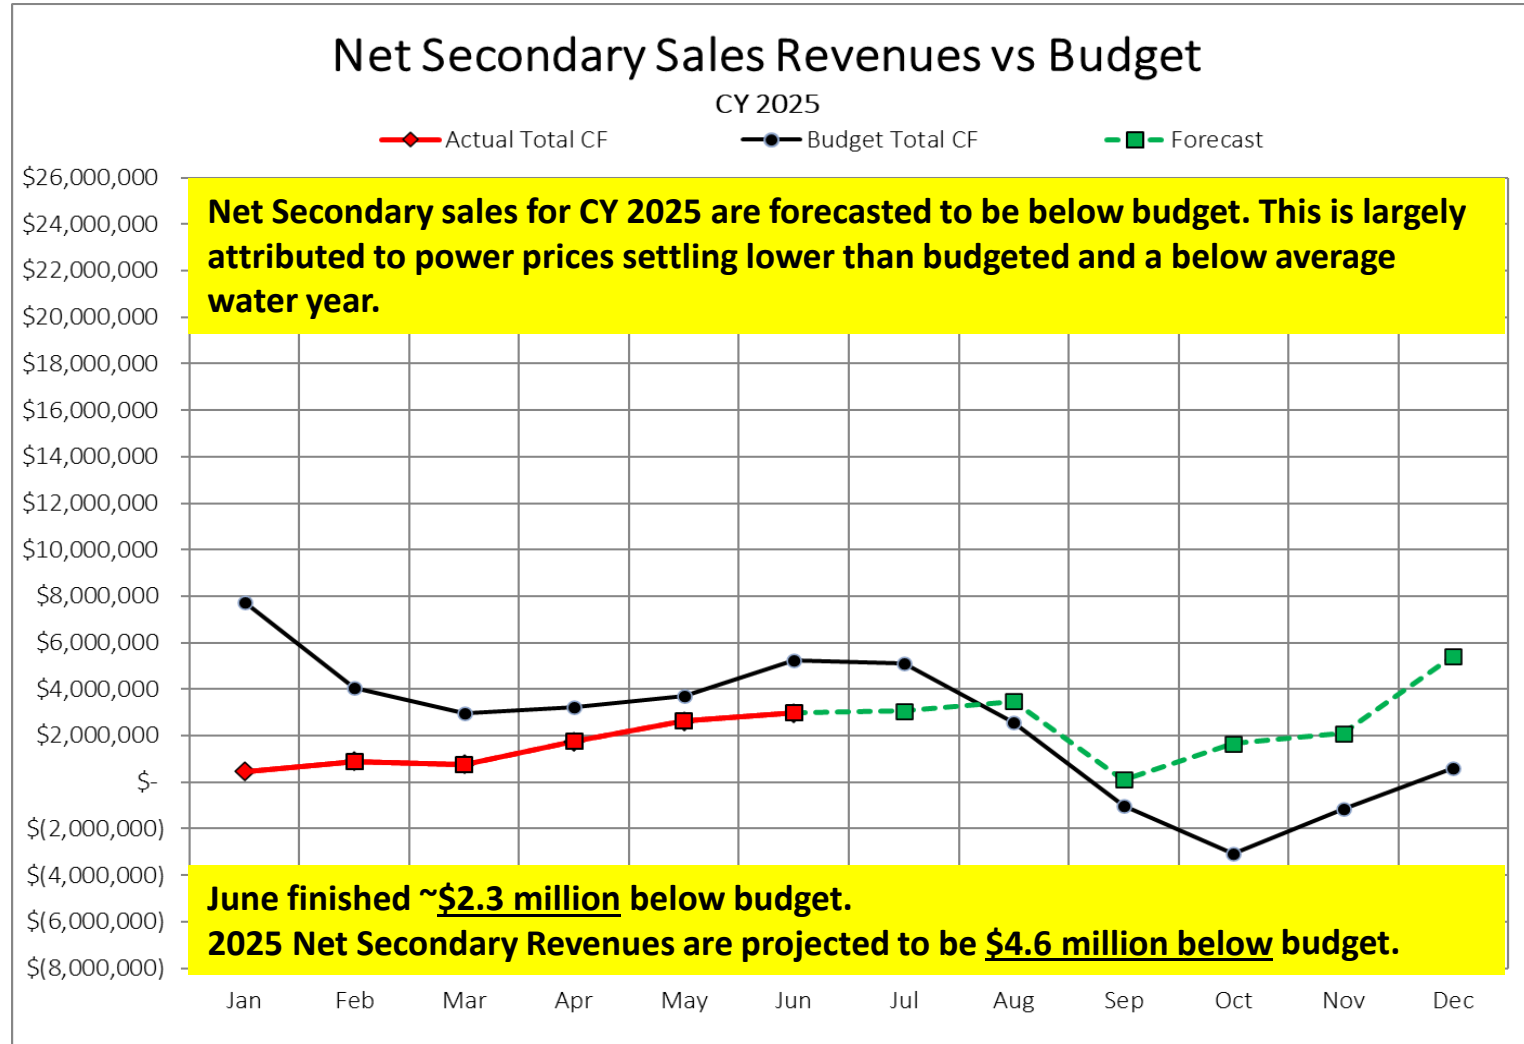 Net Secondary Sales Revenues vs Budget
CY 2025
Actual Total CF
Budget Total CF
Forecast
$26,000,000
$24,000,000
$22,000,000
$20,000,000
$18,000,000
$16,000,000
$14,000,000
$12,000,000
$10,000,000
$8,000,000
$6,000,000
$4,000,000
$2,000,000
$-
$(2,000,000)
$(4,000,000)
$(6,000,000)
$(8,000,000)
Net Secondary sales for CY 2025 are forecasted to be below budget. This is largely
attributed to power prices settling lower than budgeted and a below average
water year.
June finished ~$2.3 million below budget.
2025 Net Secondary Revenues are projected to be $4.6 million below budget.
Jan Feb Mar Apr May Jun Jul Aug Sep Oct Nov Dec